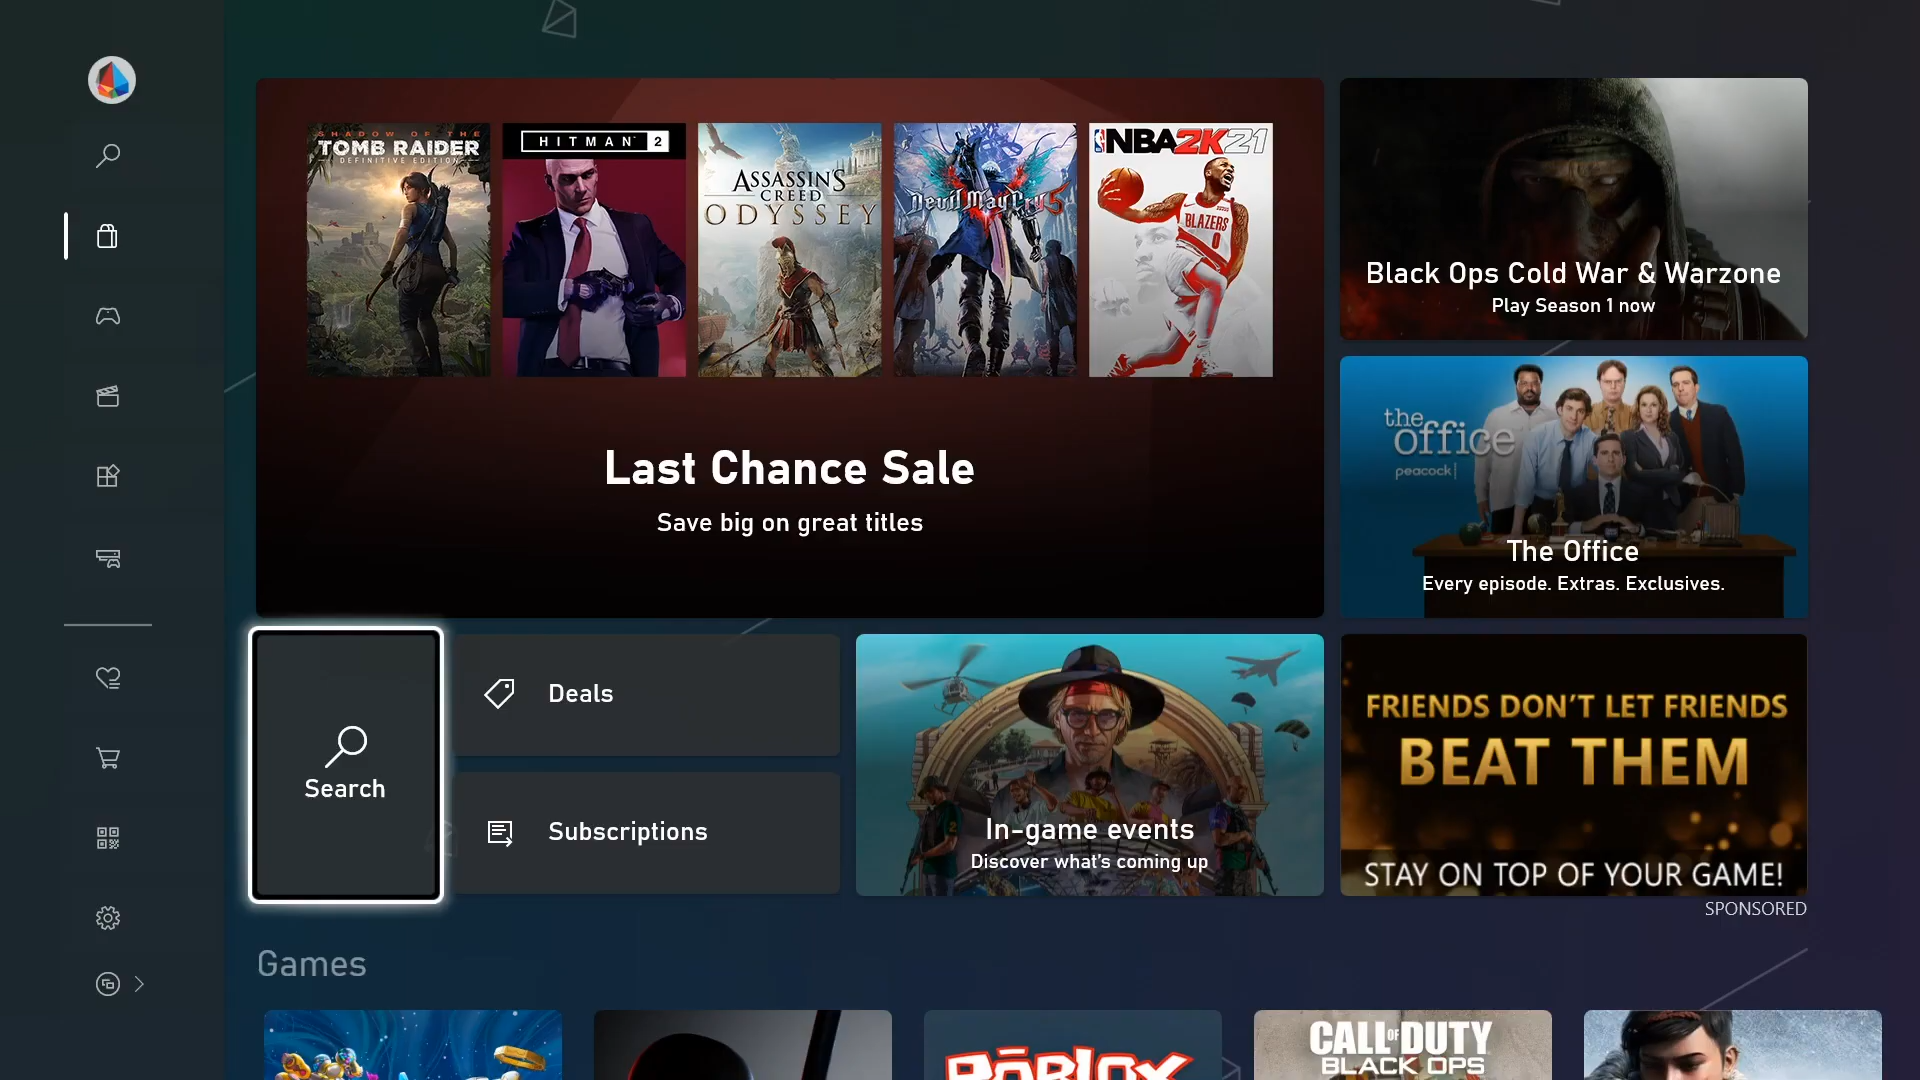 SHADOW OF THE
TOMB RAIDER
DEFINITIVE EDITION
HITMAN 2
ASSASSIN'S
CREED
ODYSSEY
Devil May Cry 5
NBA 2K21
BLAZERS
0
Last Chance Sale
Save big on great titles
Black Ops Cold War & Warzone
Play Season 1 now
the
office
peacock
The Office
Every episode. Extras. Exclusives.
Search
Deals
Subscriptions
In-game events
Discover what's coming up
FRIENDS DON'T LET FRIENDS
BEAT THEM
STAY ON TOP OF YOUR GAME!
SPONSORED
Games
ROBLOX
CALL OF DUTY
BLACK OPS